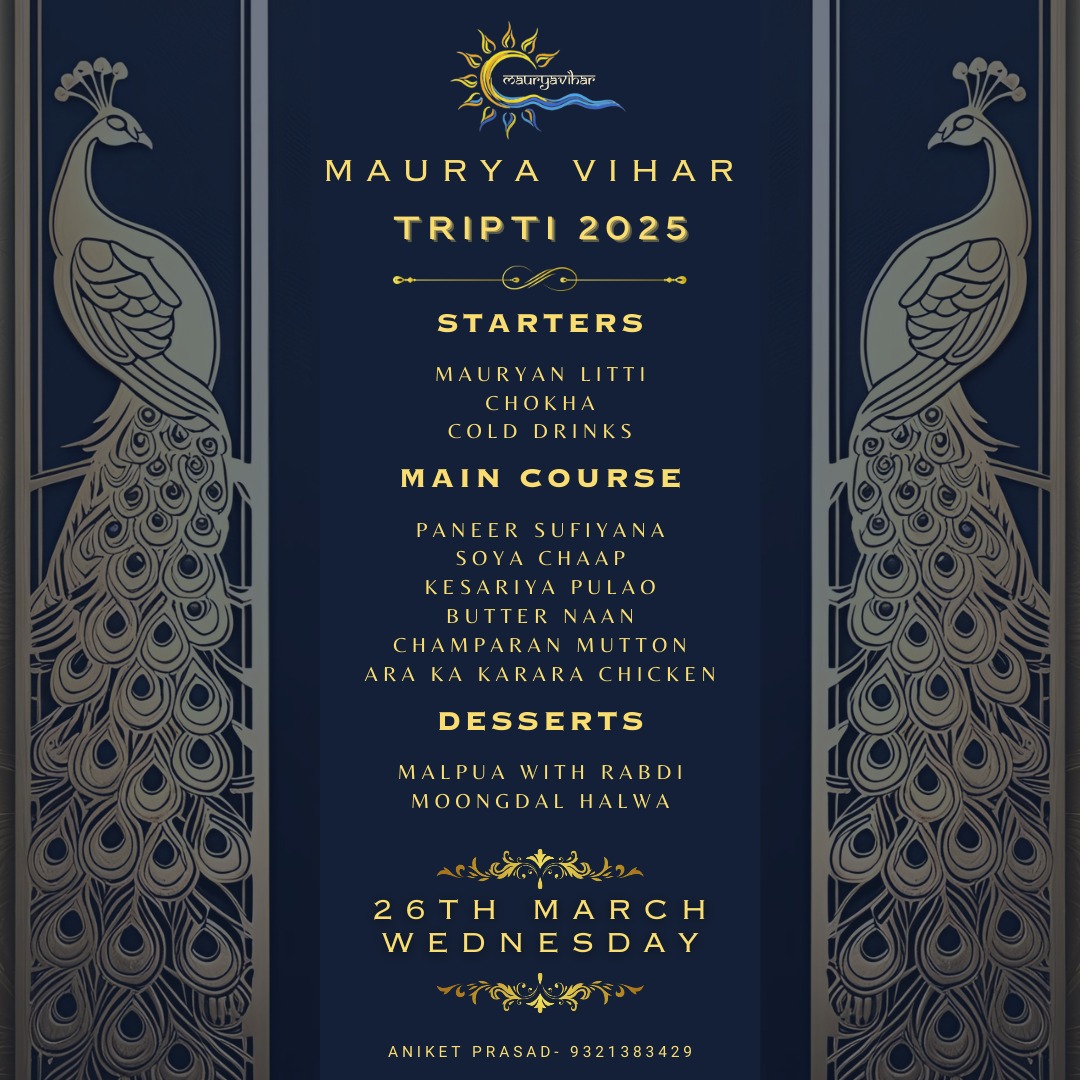 mauryavihar
MAURYA VIHAR
TRIPTI 2025
STARTERS
MAURYAN LITTI
CHOKHA
COLD DRINKS
MAIN COURSE
PANEER SUFIYANA
SOYA CHAAP
KESARIYA PULAO
BUTTER NAAN
CHAMPARAN MUTTON
ARA KA KARARA CHICKEN
DESSERTS
MALPUA WITH RABDI
MOONGDAL HALWA
26TH MARCH
WEDNESDAY
ANIKET PRASAD- 9321383429